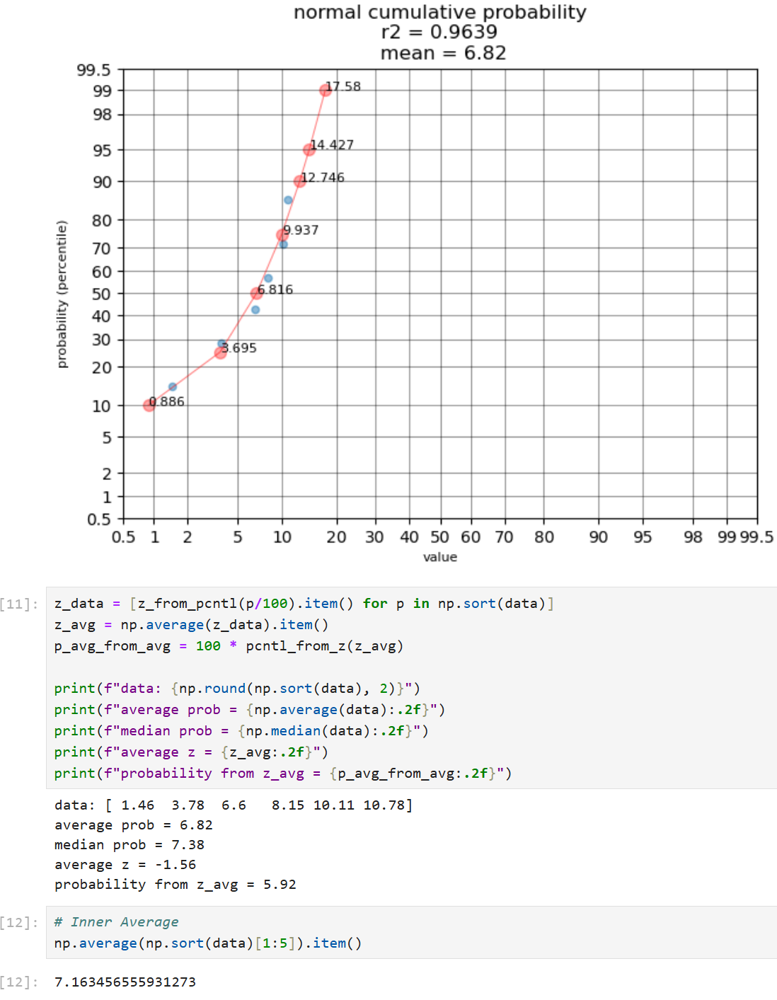 normal cumulative probability
r2 = 0.9639
mean = 6.82
99.5
99
98
95
90
80
70
60
50
40
30
20
10
5
2
1
0.5
probability (percentile)
17.58
14.427
12.746
9.937
6.816
3.695
0.886
0.5 1 2 5 10 20 30 40 50 60 70 80 90 95 98 99 99.5
value
[11]: z_data = [z_from_pcntl(p/100).item() for p in np.sort(data)]
z_avg = np.average(z_data).item()
p_avg_from_avg = 100 * pcntl_from_z(z_avg)
print(f"data: {np.round(np.sort(data), 2)}")
print(f"average prob = {np.average(data):.2f}")
print(f"median prob = {np.median(data):.2f}")
print(f"average z = {z_avg:.2f}")
print(f"probability from z_avg = {p_avg_from_avg:.2f}")
data: [ 1.46  3.78  6.6   8.15 10.11 10.78]
average prob = 6.82
median prob = 7.38
average z = -1.56
probability from z_avg = 5.92
[12]: # Inner Average
np.average(np.sort(data)[1:5]).item()
[12]: 7.163456555931273